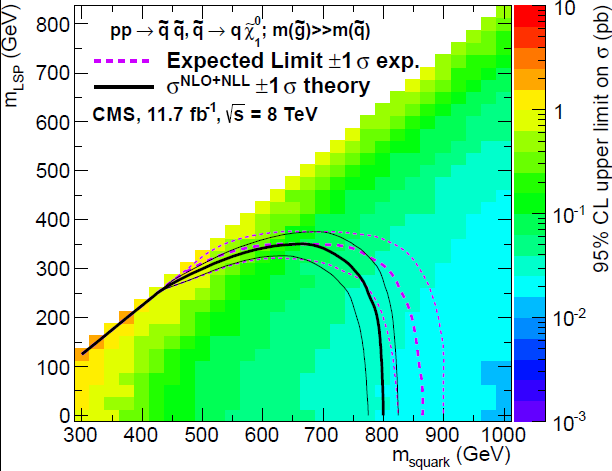 pp → q̃ q̃, q̃ → q χ̃⁰₁; m(g̃)>>m(q̃)
Expected Limit ±1 σ exp.
σᴺᴸᴼ⁺ᴺᴸᴸ ±1 σ theory
CMS, 11.7 fb⁻¹, √s = 8 TeV
m_LSP (GeV)
800
700
600
500
400
300
200
100
0
300 400 500 600 700 800 900 1000
m_squark (GeV)
10
1
10⁻¹
10⁻²
10⁻³
95% CL upper limit on σ (pb)